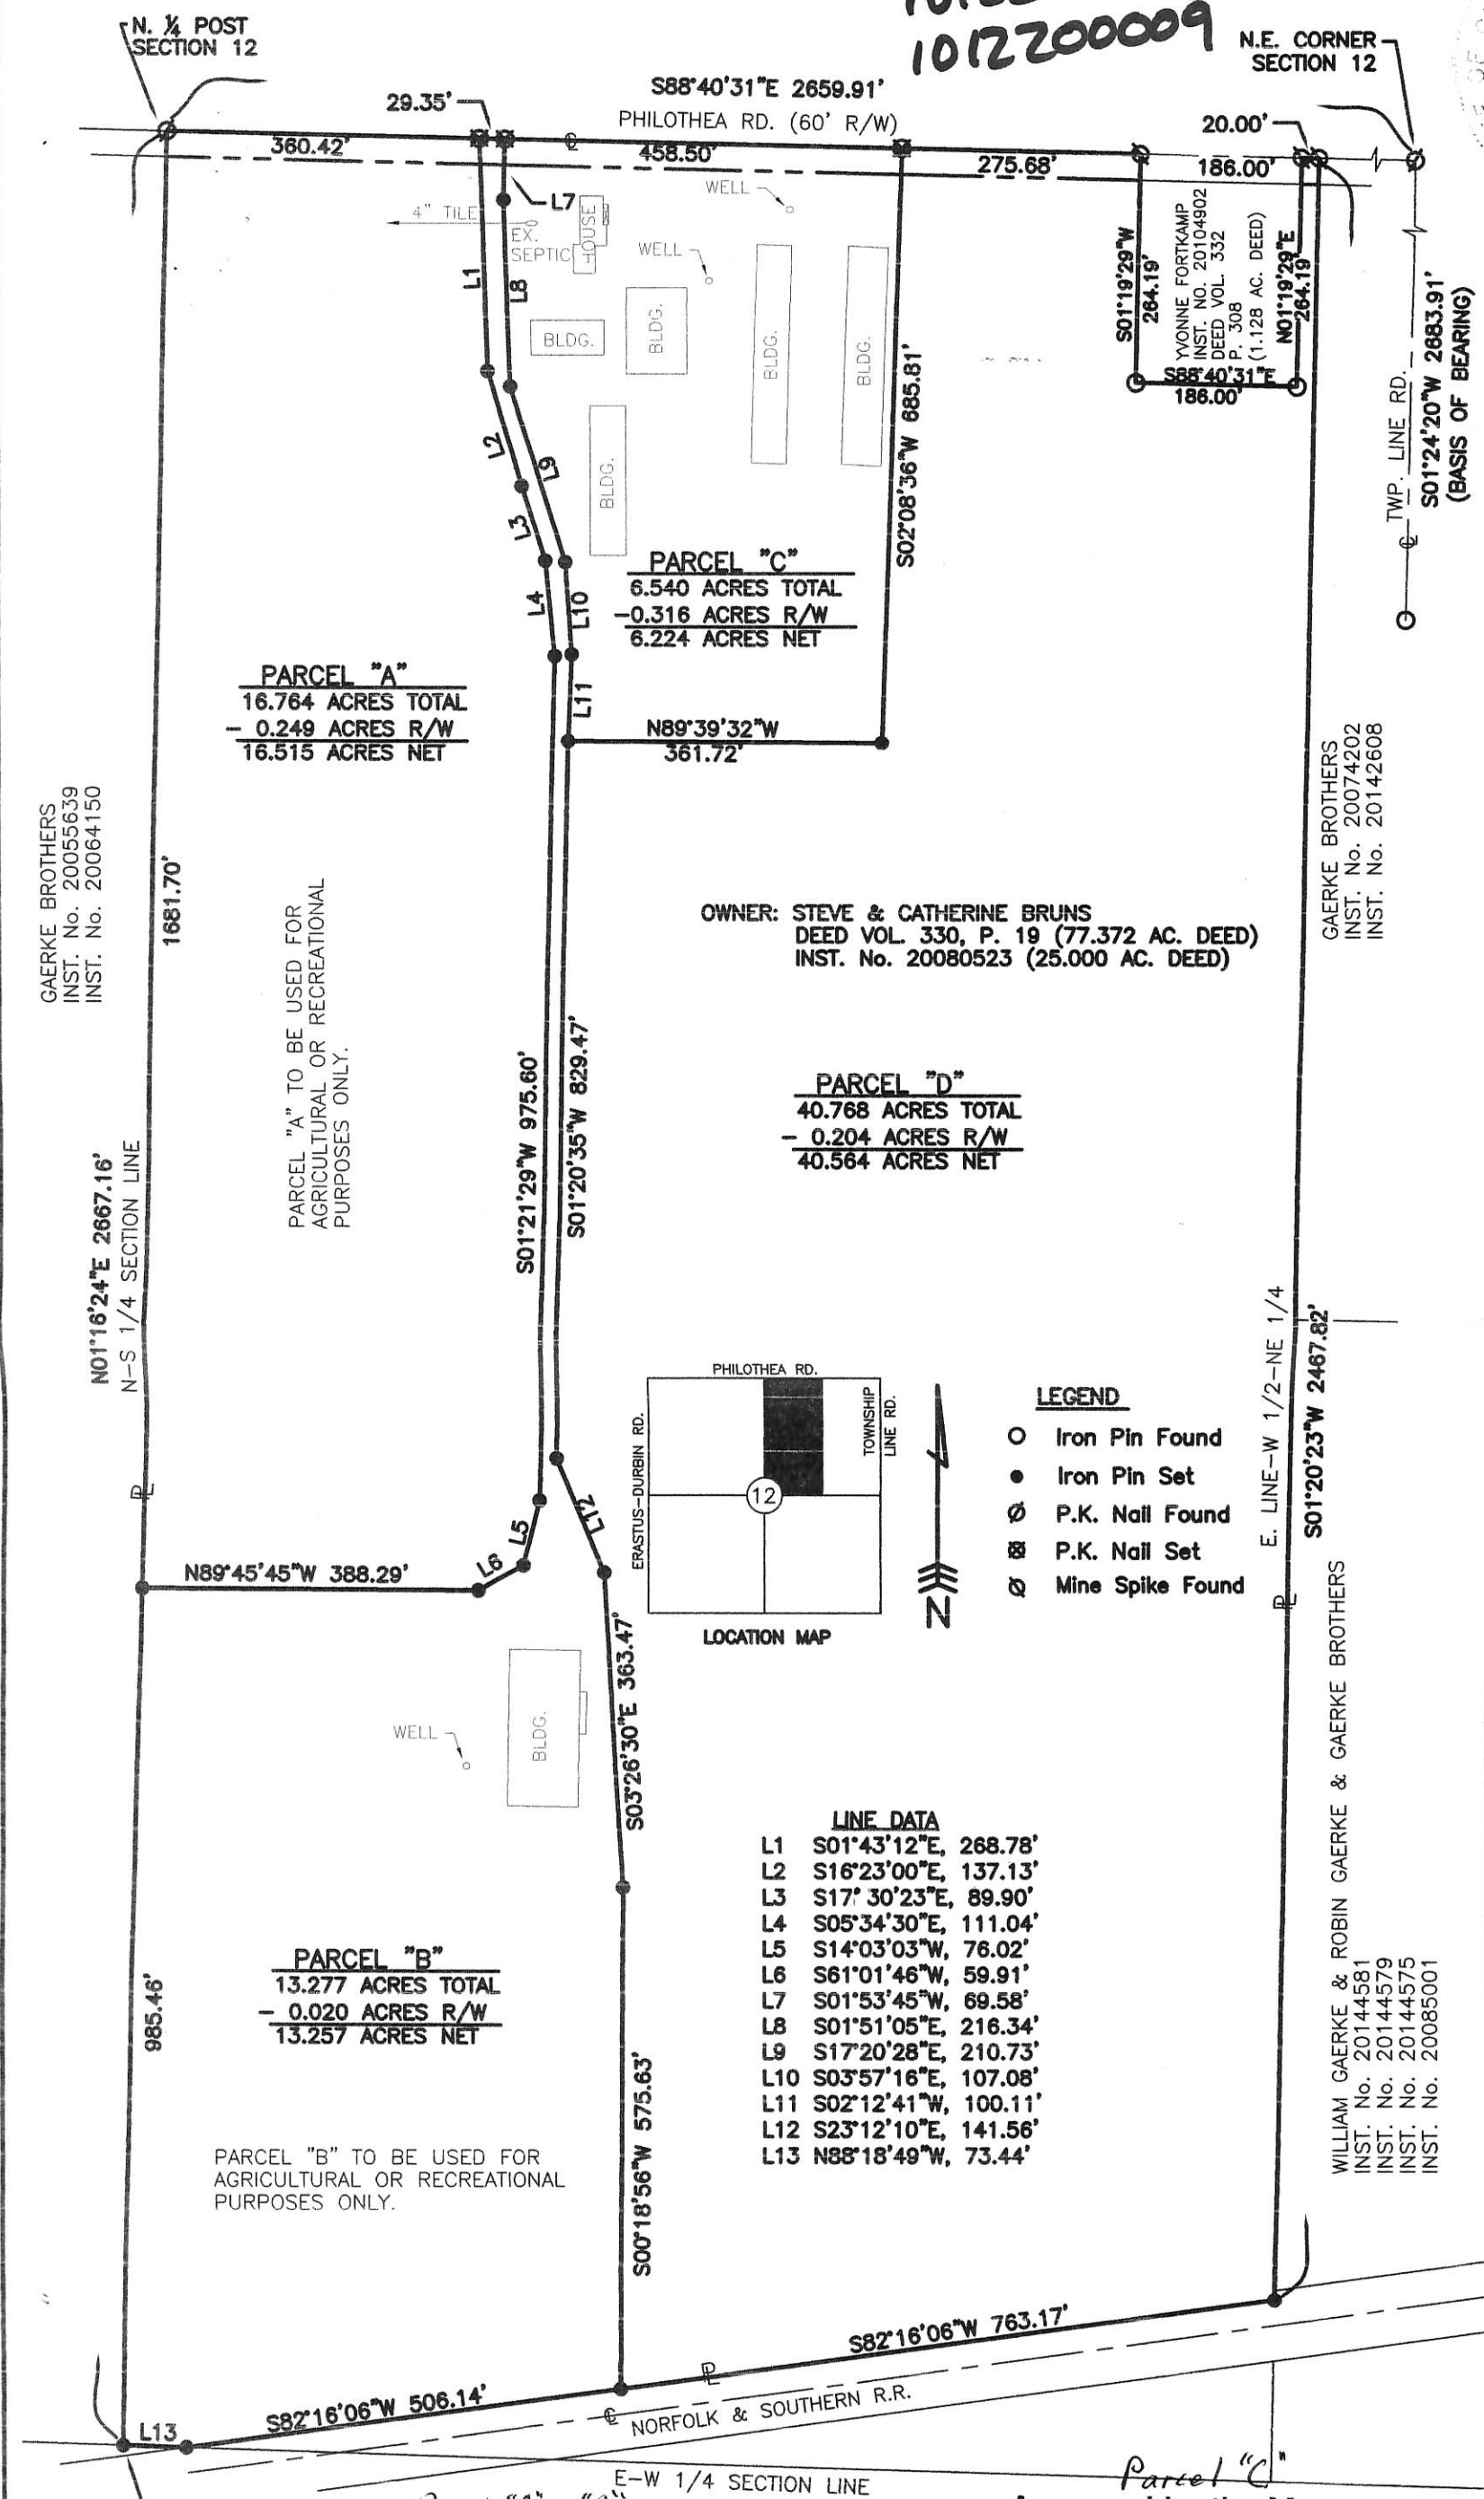 1012200009
N. ¼ POST
SECTION 12
N.E. CORNER
SECTION 12
S88°40'31"E 2659.91'
PHILOTHEA RD. (60' R/W)
29.35'
20.00'
360.42'
458.50'
275.68'
186.00'
L7
WELL
4" TILE
EX.
SEPTIC
HOUSE
WELL
L1
L8
BLDG.
BLDG.
BLDG.
BLDG.
BLDG.
S02°08'36"W 685.81'
S01°19'29"W
264.19'
YVONNE FORTKAMP
INST. NO. 20104902
DEED VOL. 332
P. 308
(1.128 AC. DEED)
N01°19'29"E
264.19'
S88°40'31"E
186.00'
TWP. LINE RD.
S01°24'20"W 2683.91'
(BASIS OF BEARING)
L2
L9
L3
L4
L10
L11
PARCEL "C"
6.540 ACRES TOTAL
-0.316 ACRES R/W
6.224 ACRES NET
PARCEL "A"
16.764 ACRES TOTAL
- 0.249 ACRES R/W
16.515 ACRES NET
N89°39'32"W
361.72'
GAERKE BROTHERS
INST. No. 20055639
INST. No. 20064150
1681.70'
GAERKE BROTHERS
INST. No. 20074202
INST. No. 20142608
OWNER: STEVE & CATHERINE BRUNS
DEED VOL. 330, P. 19 (77.372 AC. DEED)
INST. No. 20080523 (25.000 AC. DEED)
PARCEL "A" TO BE USED FOR
AGRICULTURAL OR RECREATIONAL
PURPOSES ONLY.
S01°21'29"W 975.60'
S01°20'35"W 829.47'
PARCEL "D"
40.768 ACRES TOTAL
- 0.204 ACRES R/W
40.564 ACRES NET
N01°16'24"E 2667.16'
N-S 1/4 SECTION LINE
E. LINE-W 1/2-NE 1/4
S01°20'23"W 2467.82'
PHILOTHEA RD.
ERASTUS-DURBIN RD.
TOWNSHIP
LINE RD.
12
LOCATION MAP
N
LEGEND
Iron Pin Found
Iron Pin Set
P.K. Nail Found
P.K. Nail Set
Mine Spike Found
L12
L5
L6
N89°45'45"W 388.29'
BLDG.
WELL
S03°26'30"E 363.47'
WILLIAM GAERKE & ROBIN GAERKE & GAERKE BROTHERS
INST. No. 20144581
INST. No. 20144579
INST. No. 20144575
INST. No. 20085001
LINE DATA
L1 S01°43'12"E, 268.78'
L2 S16°23'00"E, 137.13'
L3 S17°30'23"E, 89.90'
L4 S05°34'30"E, 111.04'
L5 S14°03'03"W, 76.02'
L6 S61°01'46"W, 59.91'
L7 S01°53'45"W, 69.58'
L8 S01°51'05"E, 216.34'
L9 S17°20'28"E, 210.73'
L10 S03°57'16"E, 107.08'
L11 S02°12'41"W, 100.11'
L12 S23°12'10"E, 141.56'
L13 N88°18'49"W, 73.44'
PARCEL "B"
13.277 ACRES TOTAL
- 0.020 ACRES R/W
13.257 ACRES NET
985.46'
PARCEL "B" TO BE USED FOR
AGRICULTURAL OR RECREATIONAL
PURPOSES ONLY.
S00°18'56"W 575.63'
S82°16'06"W 763.17'
S82°16'06"W 506.14'
NORFOLK & SOUTHERN R.R.
L13
E-W 1/4 SECTION LINE
Parcel "C"